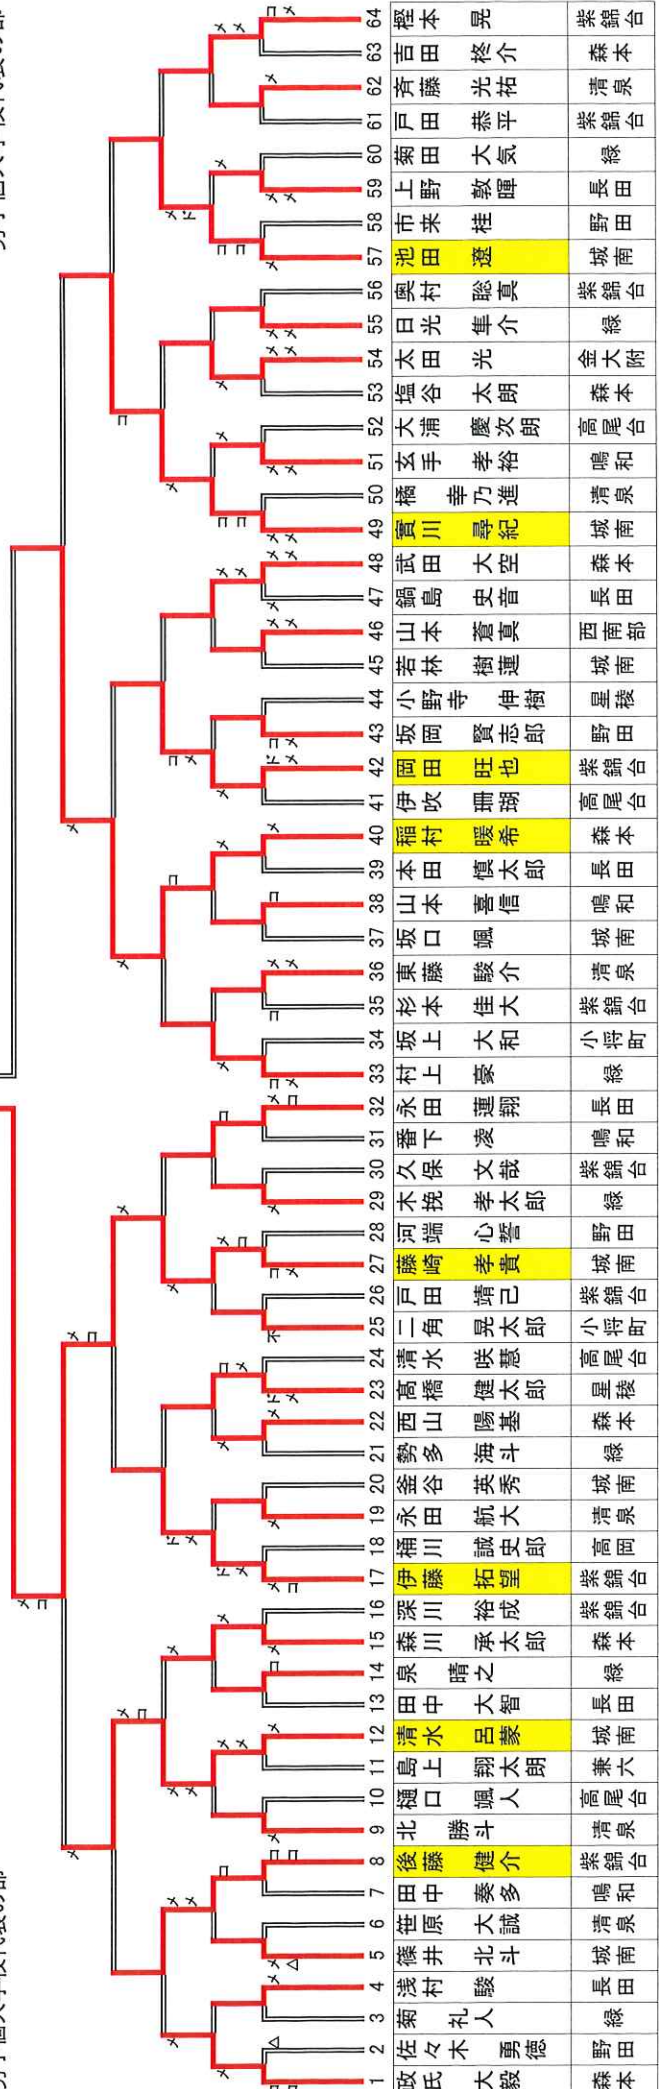 64 樫本 晃 紫錦台
63 吉田 柊介 森本
62 斉藤 光祐 清泉
61 戸田 恭平 紫錦台
60 菊田 大気 緑
59 上野 敦暉 長田
58 市来 桂 野田
57 池田 遼 城南
56 奥村 聡真 紫錦台
55 日光 隼介 緑
54 太田 光 金大附
53 塩谷 太朗 森本
52 大浦 慶次朗 高尾台
51 玄手 孝裕 鳴和
50 橘 幸乃進 清泉
49 實川 尋紀 城南
48 武田 大空 森本
47 鍋島 史音 長田
46 山本 蒼真 西南部
45 若林 樹蓮 城南
44 小野寺 伸樹 星稜
43 坂岡 賢志郎 野田
42 岡田 旺也 紫錦台
41 伊吹 珊瑚 高尾台
40 稲村 暖希 森本
39 本田 慎太郎 長田
38 山本 喜信 鳴和
37 坂口 颯 城南
36 東藤 駿介 清泉
35 杉本 佳大 紫錦台
34 坂上 大和 小将町
33 村上 豪 緑
32 永田 蓮翔 長田
31 番下 凌 鳴和
30 久保 文哉 紫錦台
29 木挽 孝太郎 緑
28 河端 心誓 野田
27 藤崎 孝貴 城南
26 戸田 靖己 紫錦台
25 二角 晃太郎 小将町
24 清水 咲慧 高尾台
23 髙橋 健太郎 星稜
22 西山 陽基 森本
21 勢多 海斗 緑
20 釜谷 英秀 城南
19 永田 航大 清泉
18 桶川 誠史郎 高岡
17 伊藤 拓望 紫錦台
16 深川 裕成 紫錦台
15 森川 承太郎 森本
14 泉 晴之 緑
13 田中 大智 長田
12 清水 呂蒙 城南
11 島上 翔太朗 兼六
10 樋口 颯人 高尾台
9 北 勝斗 清泉
8 後藤 健介 紫錦台
7 田中 奏多 鳴和
6 笹原 大誠 清泉
5 篠井 北斗 城南
4 浅村 駿 長田
3 菊 礼人 緑
2 佐々木 勇徳 野田
1 政氏 大毅 森本